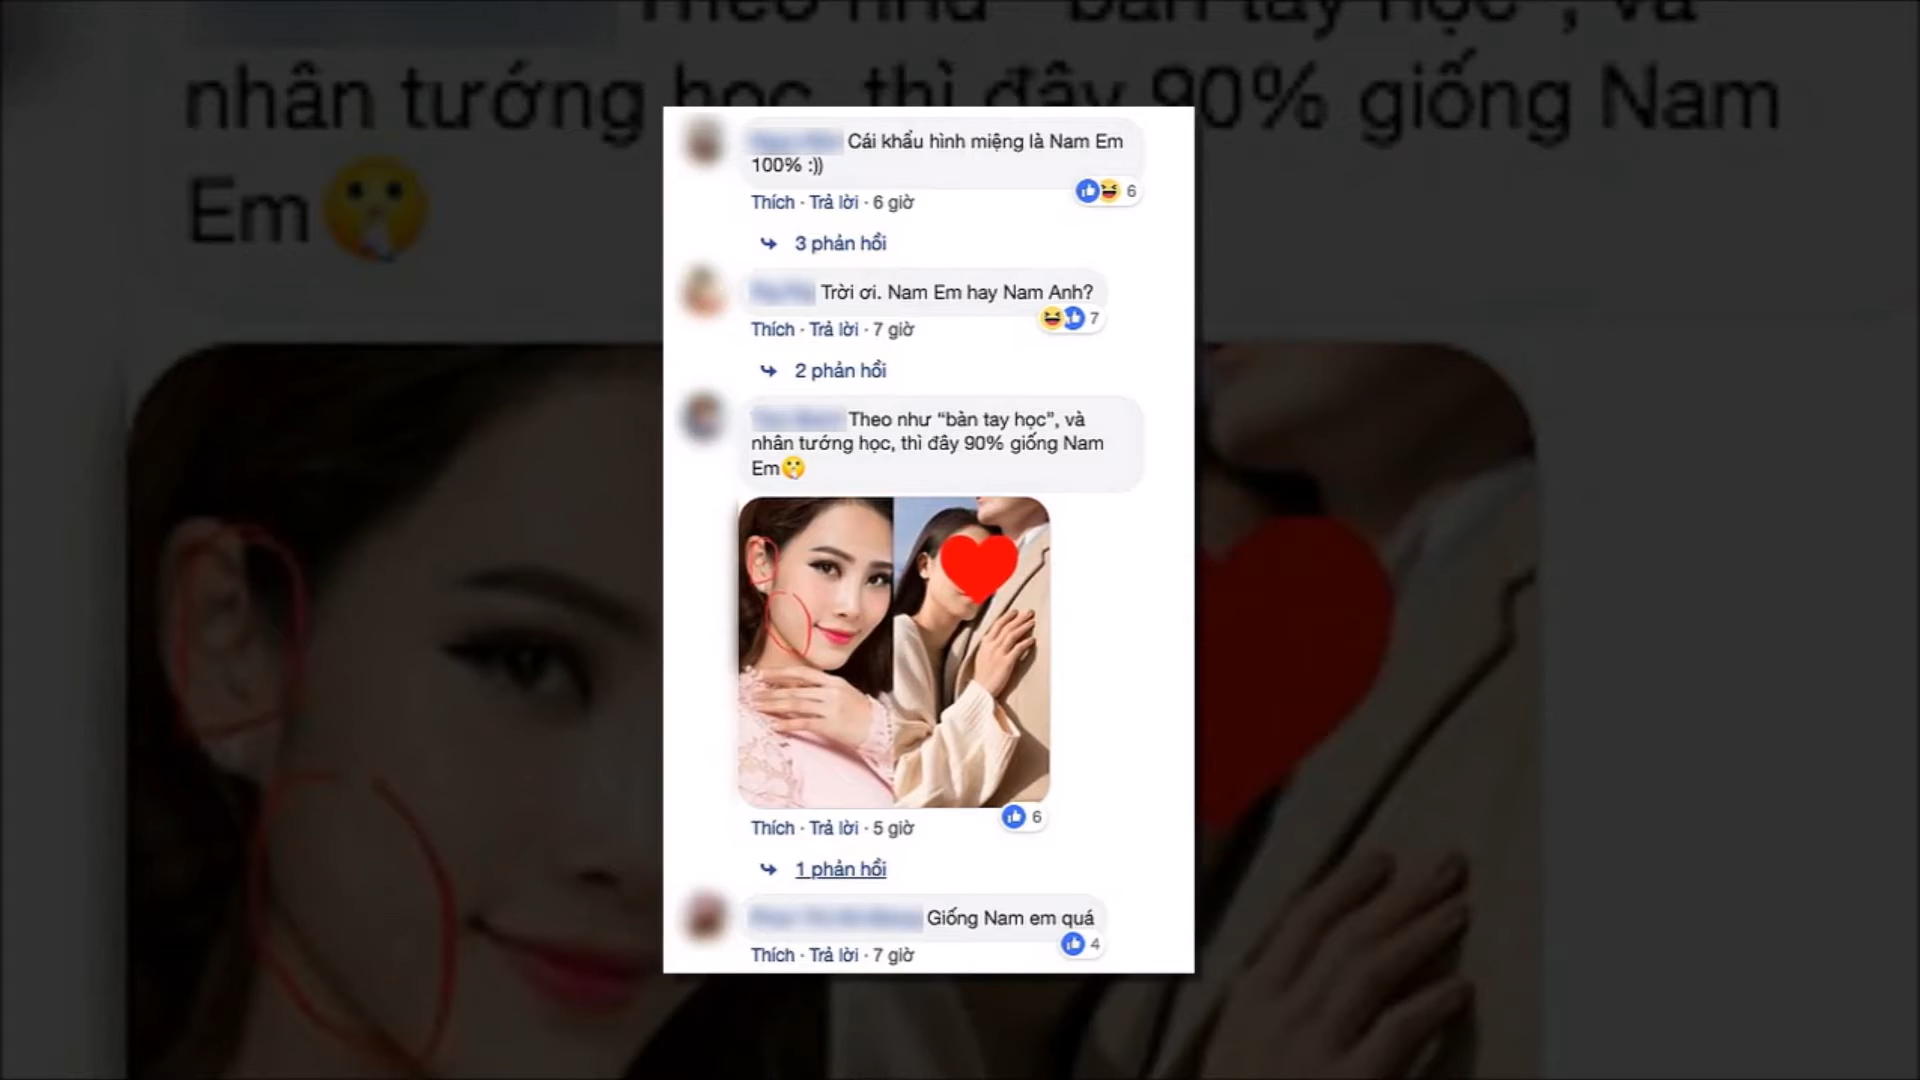 Theo như "bàn tay học", và
nhân tướng học, thì đây 90% giống Nam
Em
Cái khẩu hình miệng là Nam Em
100% :))
6
Thích · Trả lời · 6 giờ
3 phản hồi
Trời ơi. Nam Em hay Nam Anh?
7
Thích · Trả lời · 7 giờ
2 phản hồi
Theo như “bàn tay học”, và
nhân tướng học, thì đây 90% giống Nam
Em🤫
6
Thích · Trả lời · 5 giờ
1 phản hồi
Giống Nam em quá
4
Thích · Trả lời · 7 giờ